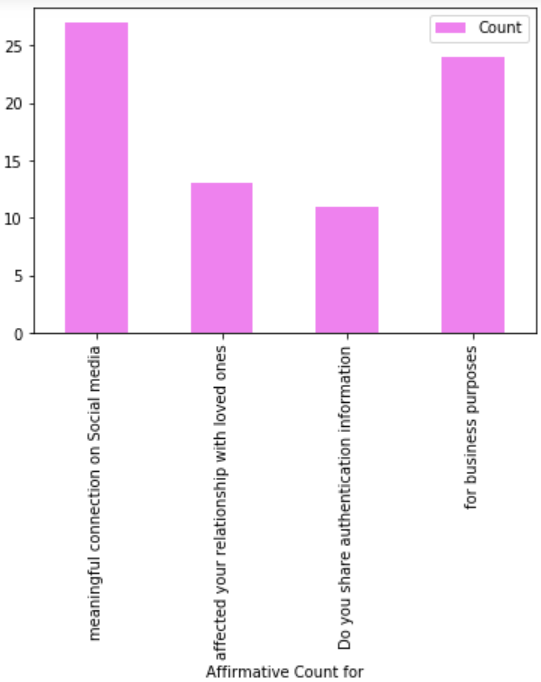 Count
25
20
15
10
5
0
meaningful connection on Social media
affected your relationship with loved ones
Do you share authentication information
for business purposes
Affirmative Count for